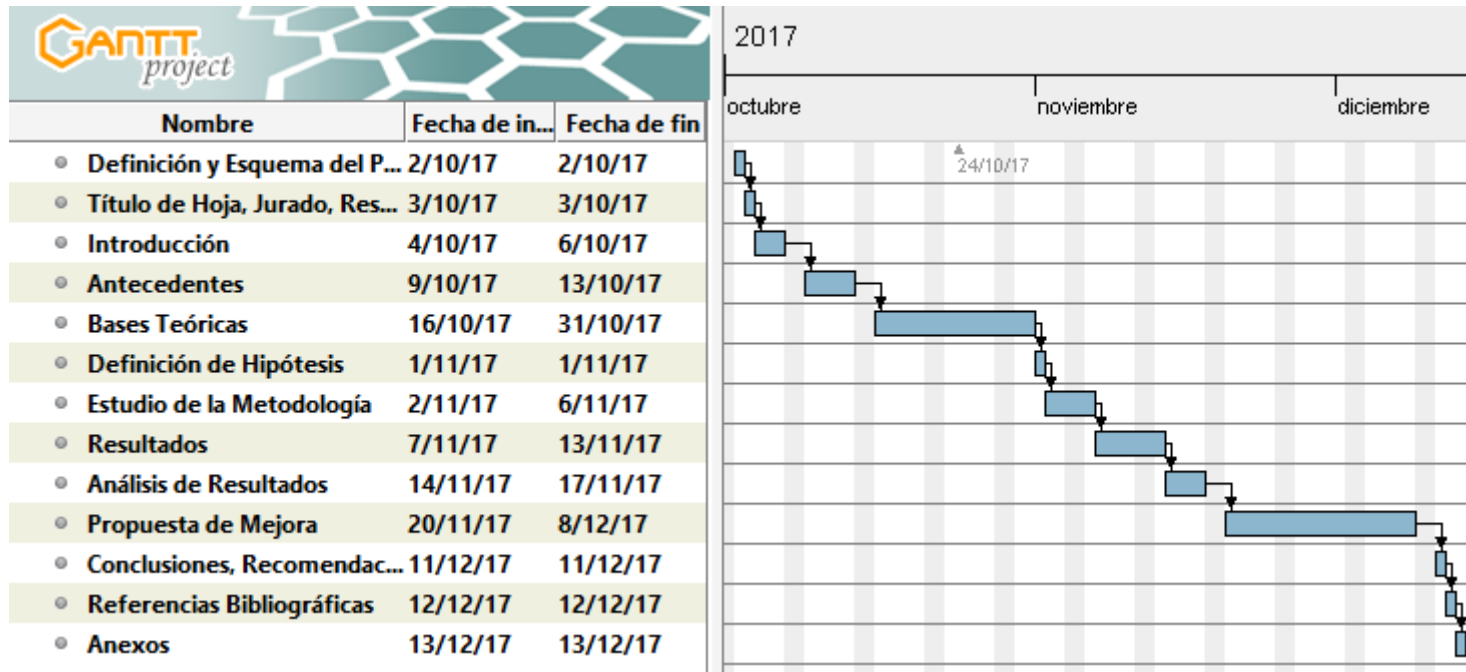 GANTT
project
2017
octubre noviembre diciembre
Nombre Fecha de in... Fecha de fin
24/10/17
Definición y Esquema del P... 2/10/17 2/10/17
Título de Hoja, Jurado, Res... 3/10/17 3/10/17
Introducción 4/10/17 6/10/17
Antecedentes 9/10/17 13/10/17
Bases Teóricas 16/10/17 31/10/17
Definición de Hipótesis 1/11/17 1/11/17
Estudio de la Metodología 2/11/17 6/11/17
Resultados 7/11/17 13/11/17
Análisis de Resultados 14/11/17 17/11/17
Propuesta de Mejora 20/11/17 8/12/17
Conclusiones, Recomendac... 11/12/17 11/12/17
Referencias Bibliográficas 12/12/17 12/12/17
Anexos 13/12/17 13/12/17